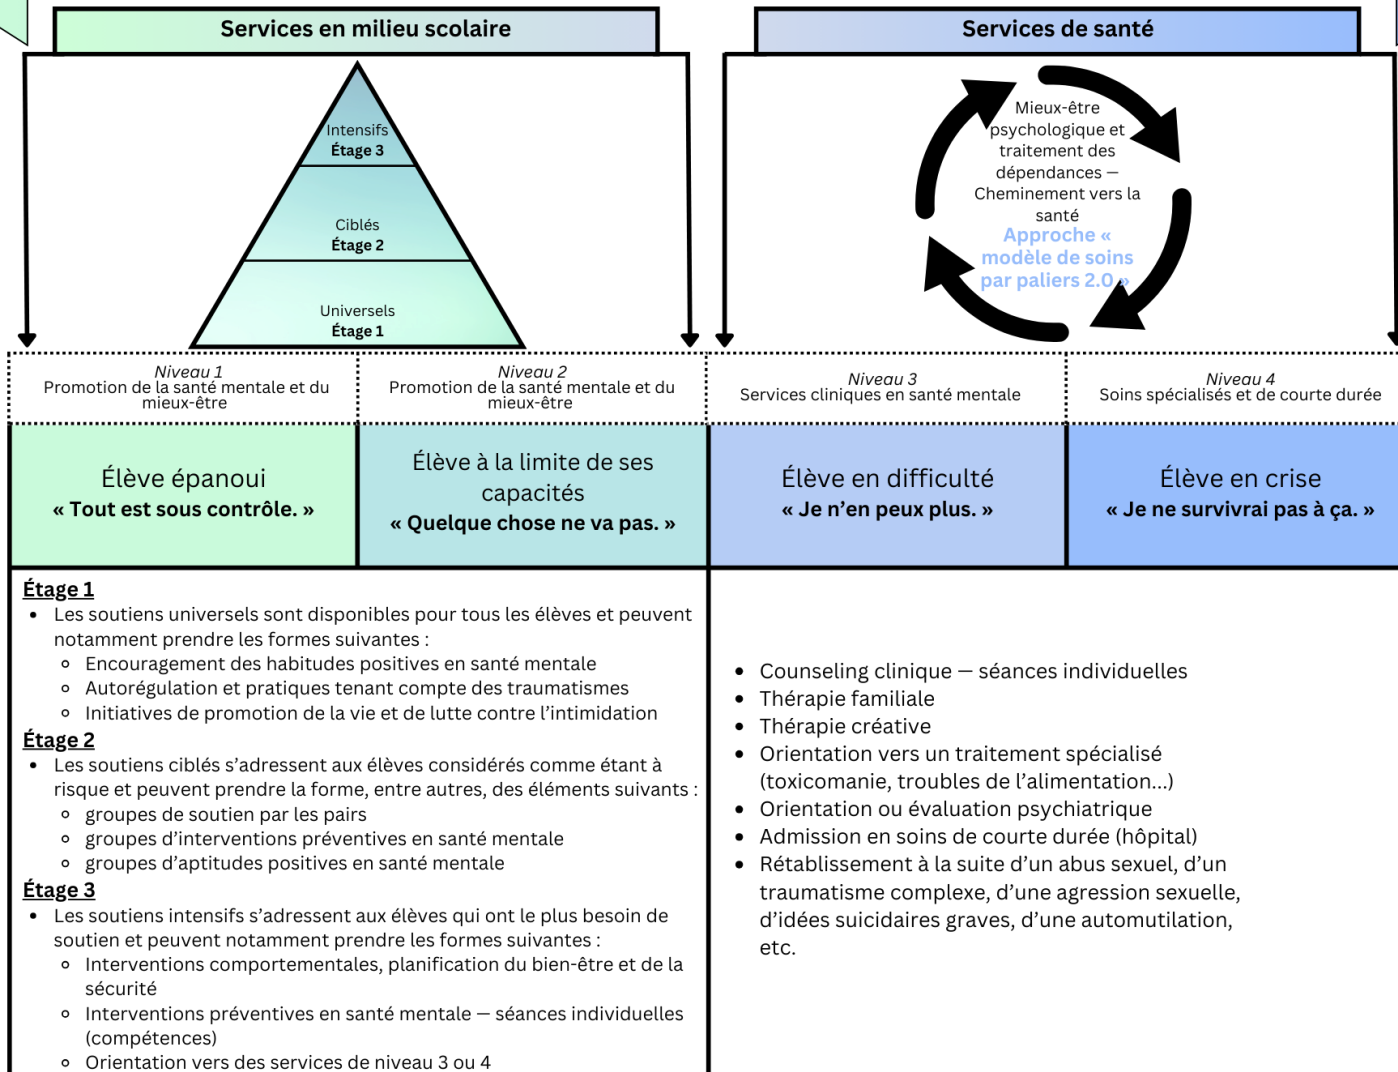 Services en milieu scolaire
Intensifs
Étage 3
Ciblés
Étage 2
Universels
Étage 1
Services de santé
Mieux-être
psychologique et
traitement des
dépendances —
Cheminement vers la
santé
Approche «
modèle de soins
par paliers 2.0 »
Niveau 1
Promotion de la santé mentale et du
mieux-être
Niveau 2
Promotion de la santé mentale et du
mieux-être
Niveau 3
Services cliniques en santé mentale
Niveau 4
Soins spécialisés et de courte durée
Élève épanoui
« Tout est sous contrôle. »
Élève à la limite de ses
capacités
« Quelque chose ne va pas. »
Élève en difficulté
« Je n’en peux plus. »
Élève en crise
« Je ne survivrai pas à ça. »
Étage 1
• Les soutiens universels sont disponibles pour tous les élèves et peuvent
notamment prendre les formes suivantes :
◦ Encouragement des habitudes positives en santé mentale
◦ Autorégulation et pratiques tenant compte des traumatismes
◦ Initiatives de promotion de la vie et de lutte contre l’intimidation
Étage 2
• Les soutiens ciblés s’adressent aux élèves considérés comme étant à
risque et peuvent prendre la forme, entre autres, des éléments suivants :
◦ groupes de soutien par les pairs
◦ groupes d’interventions préventives en santé mentale
◦ groupes d’aptitudes positives en santé mentale
Étage 3
• Les soutiens intensifs s’adressent aux élèves qui ont le plus besoin de
soutien et peuvent notamment prendre les formes suivantes :
◦ Interventions comportementales, planification du bien-être et de la
sécurité
◦ Interventions préventives en santé mentale — séances individuelles
(compétences)
◦ Orientation vers des services de niveau 3 ou 4
• Counseling clinique — séances individuelles
• Thérapie familiale
• Thérapie créative
• Orientation vers un traitement spécialisé
(toxicomanie, troubles de l’alimentation...)
• Orientation ou évaluation psychiatrique
• Admission en soins de courte durée (hôpital)
• Rétablissement à la suite d’un abus sexuel, d’un
traumatisme complexe, d’une agression sexuelle,
d’idées suicidaires graves, d’une automutilation,
etc.